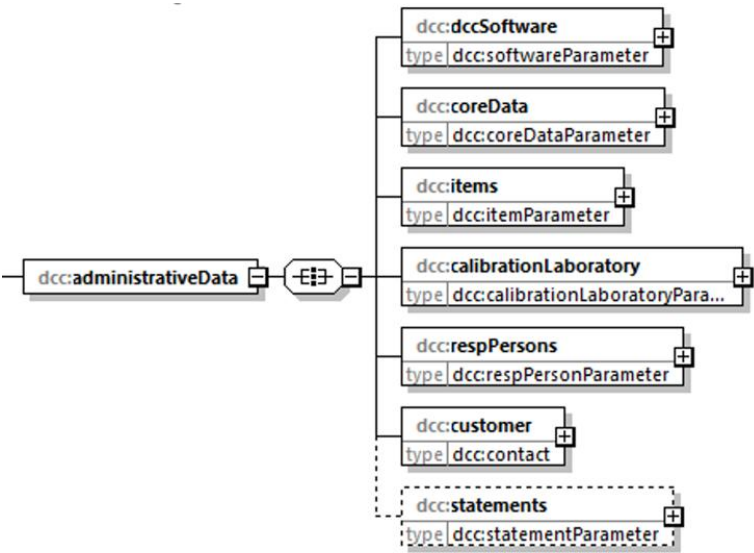 dcc:dccSoftware
type dcc:softwareParameter
dcc:coreData
type dcc:coreDataParameter
dcc:items
type dcc:itemParameter
dcc:administrativeData
dcc:calibrationLaboratory
type dcc:calibrationLaboratoryPara...
dcc:respPersons
type dcc:respPersonParameter
dcc:customer
type dcc:contact
dcc:statements
type dcc:statementParameter